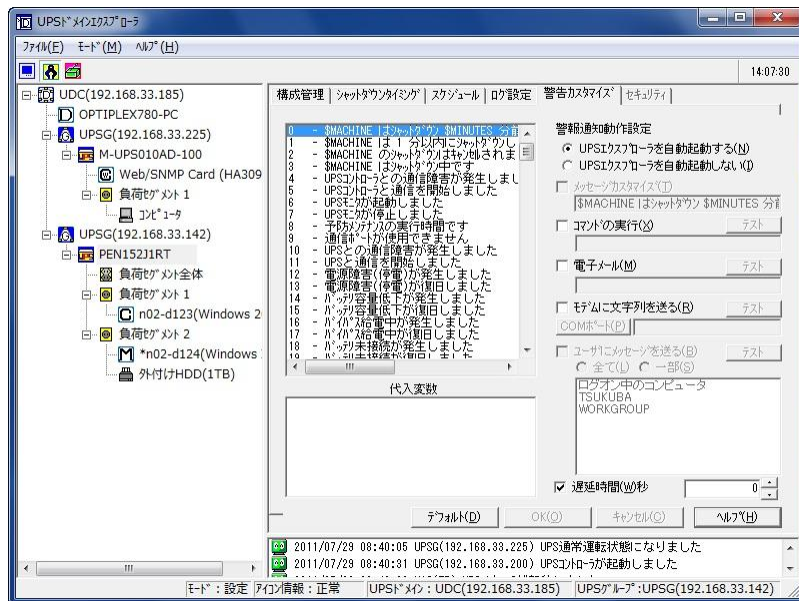 UPSﾄﾞﾒｲﾝｴｸｽﾌﾟﾛｰﾗ
ﾌｧｲﾙ(F) ﾓｰﾄﾞ(M) ﾍﾙﾌﾟ(H)
14:07:30
UDC(192.168.33.185)
OPTIPLEX780-PC
UPSG(192.168.33.225)
M-UPS010AD-100
Web/SNMP Card (HA309
負荷ｾｸﾞﾒﾝﾄ 1
ｺﾝﾋﾟｭｰﾀ
UPSG(192.168.33.142)
PEN152J1RT
負荷ｾｸﾞﾒﾝﾄ全体
負荷ｾｸﾞﾒﾝﾄ 1
n02-d123(Windows 2
負荷ｾｸﾞﾒﾝﾄ 2
*n02-d124(Windows
外付けHDD(1TB)
構成管理 ｼｬｯﾄﾀﾞｳﾝﾀｲﾐﾝｸﾞ ｽｹｼﾞｭｰﾙ ﾛｸﾞ設定 警告ｶｽﾀﾏｲｽﾞ ｾｷｭﾘﾃｨ
0 - $MACHINE はｼｬｯﾄﾀﾞｳﾝ $MINUTES 分前
1 - $MACHINE は 1 分以内にｼｬｯﾄﾀﾞｳﾝし
2 - $MACHINE のｼｬｯﾄﾀﾞｳﾝはｷｬﾝｾﾙされま
3 - $MACHINE はｼｬｯﾄﾀﾞｳﾝ中です
4 - UPSｺﾝﾄﾛｰﾗとの通信障害が発生しまし
5 - UPSｺﾝﾄﾛｰﾗと通信を開始しました
6 - UPSﾓﾆﾀが起動しました
7 - UPSﾓﾆﾀが停止しました
8 - 予防ﾒﾝﾃﾅﾝｽの実行時間です
9 - 通信ﾎﾟｰﾄが使用できません
10 - UPSとの通信障害が発生しました
11 - UPSと通信を開始しました
12 - 電源障害(停電)が発生しました
13 - 電源障害(停電)が復旧しました
14 - ﾊﾞｯﾃﾘ容量低下が発生しました
15 - ﾊﾞｯﾃﾘ容量低下が復旧しました
16 - ﾊﾞｲﾊﾟｽ給電中が発生しました
17 - ﾊﾞｲﾊﾟｽ給電中が復旧しました
18 - ﾊﾞｯﾃﾘ未接続が発生しました
19 - ﾊﾞｯﾃﾘ未接続が復旧しました
代入変数
警報通知動作設定
UPSｴｸｽﾌﾟﾛｰﾗを自動起動する(N)
UPSｴｸｽﾌﾟﾛｰﾗを自動起動しない(I)
ﾒｯｾｰｼﾞｶｽﾀﾏｲｽﾞ(T)
$MACHINE はｼｬｯﾄﾀﾞｳﾝ $MINUTES 分前
ｺﾏﾝﾄﾞの実行(X) ﾃｽﾄ
電子ﾒｰﾙ(M) ﾃｽﾄ
ﾓﾃﾞﾑに文字列を送る(R) ﾃｽﾄ
COMﾎﾟｰﾄ(P)
ﾕｰｻﾞにﾒｯｾｰｼﾞを送る(B) ﾃｽﾄ
全て(L) 一部(S)
ログオン中のコンピュータ
TSUKUBA
WORKGROUP
遅延時間(W)秒 0
ﾃﾞﾌｫﾙﾄ(D) OK(O) ｷｬﾝｾﾙ(C) ﾍﾙﾌﾟ(H)
2011/07/29 08:40:05 UPSG(192.168.33.225) UPS通常運転状態になりました
2011/07/29 08:40:31 UPSG(192.168.33.200) UPSｺﾝﾄﾛｰﾗが起動しました
ﾓｰﾄﾞ：設定 ｱｲｺﾝ情報：正常 UPSﾄﾞﾒｲﾝ：UDC(192.168.33.185) UPSｸﾞﾙｰﾌﾟ:UPSG(192.168.33.142)